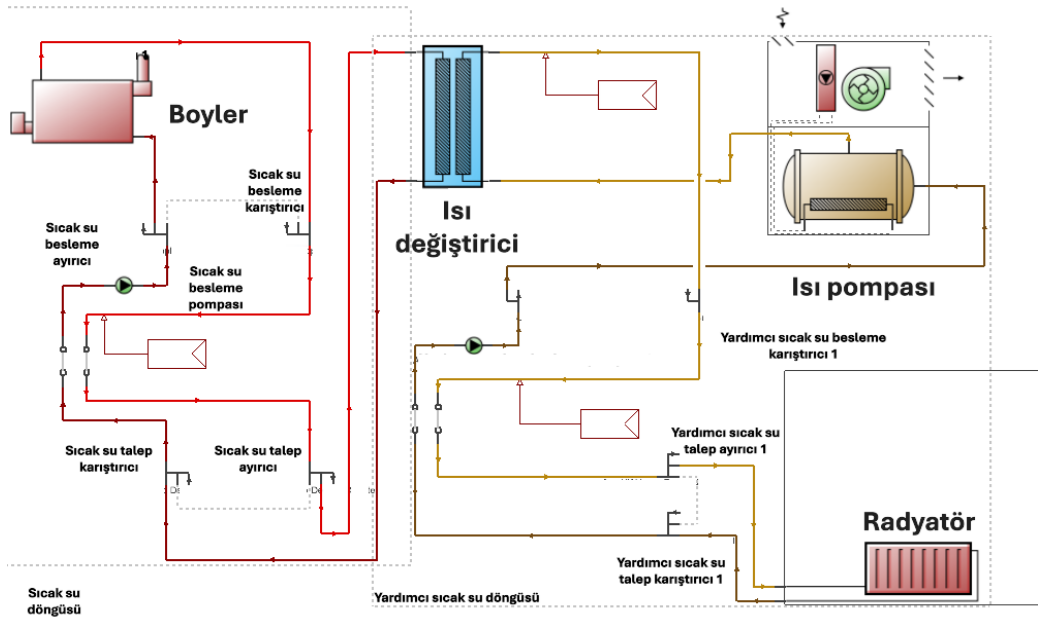 Boyler
Sıcak su
besleme
karıştırıcı
Sıcak su
besleme
ayırıcı
Sıcak su
besleme
pompası
Isı
değiştirici
Isı pompası
Yardımcı sıcak su besleme
karıştırıcı 1
Sıcak su talep
karıştırıcı
Sıcak su talep
ayırıcı
Yardımcı sıcak su
talep ayırıcı 1
Radyatör
Yardımcı sıcak su
talep karıştırıcı 1
Sıcak su
döngüsü
Yardımcı sıcak su döngüsü